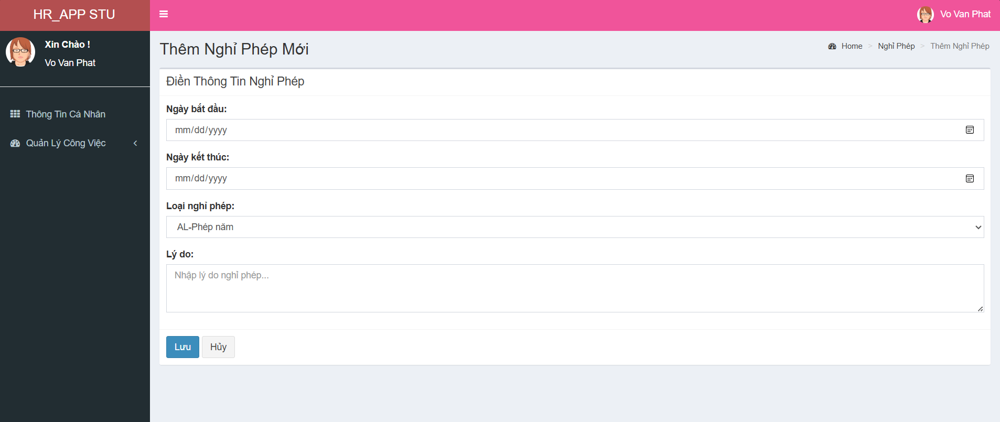 HR_APP STU
Vo Van Phat
Xin Chào !
Vo Van Phat
Thông Tin Cá Nhân
Quản Lý Công Việc
Thêm Nghỉ Phép Mới
Home > Nghỉ Phép > Thêm Nghỉ Phép
Điền Thông Tin Nghỉ Phép
Ngày bắt đầu:
mm/dd/yyyy
Ngày kết thúc:
mm/dd/yyyy
Loại nghỉ phép:
AL-Phép năm
Lý do:
Nhập lý do nghỉ phép...
Lưu Hủy